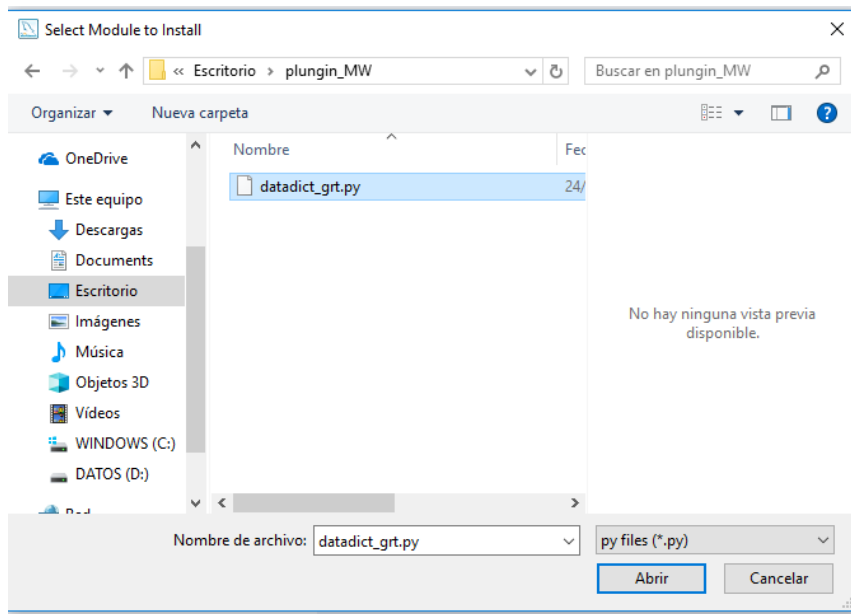 Select Module to Install
« Escritorio > plungin_MW
Buscar en plungin_MW
Organizar
Nueva carpeta
Nombre
Fec
OneDrive
datadict_grt.py
24/
Este equipo
Descargas
Documents
Escritorio
Imágenes
No hay ninguna vista previa
disponible.
Música
Objetos 3D
Vídeos
WINDOWS (C:)
DATOS (D:)
Nombre de archivo:
datadict_grt.py
py files (*.py)
Abrir
Cancelar